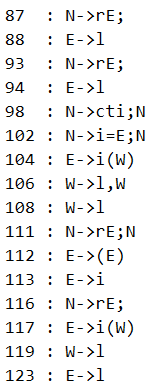 87  : N->rE;
88  : E->l
93  : N->rE;
94  : E->l
98  : N->cti;N
102 : N->i=E;N
104 : E->i(W)
106 : W->l,W
108 : W->l
111 : N->rE;N
112 : E->(E)
113 : E->i
116 : N->rE;
117 : E->i(W)
119 : W->l
123 : E->l